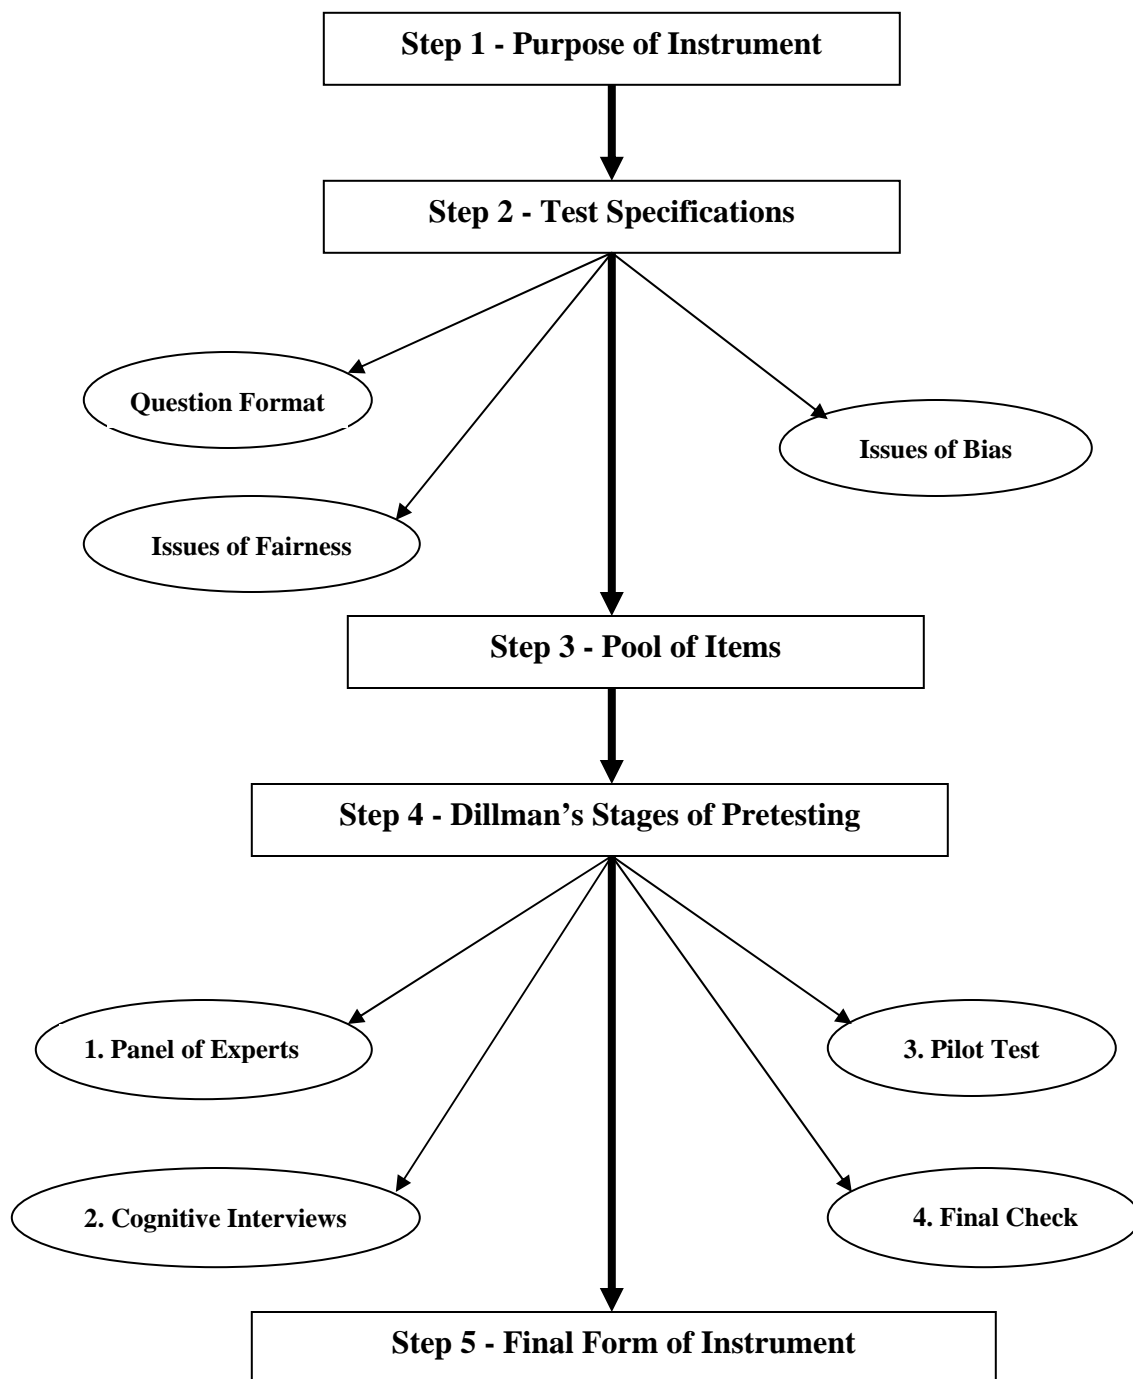 Step 1 - Purpose of Instrument
Step 2 - Test Specifications
Question Format
Issues of Bias
Issues of Fairness
Step 3 - Pool of Items
Step 4 - Dillman’s Stages of Pretesting
1. Panel of Experts
3. Pilot Test
2. Cognitive Interviews
4. Final Check
Step 5 - Final Form of Instrument